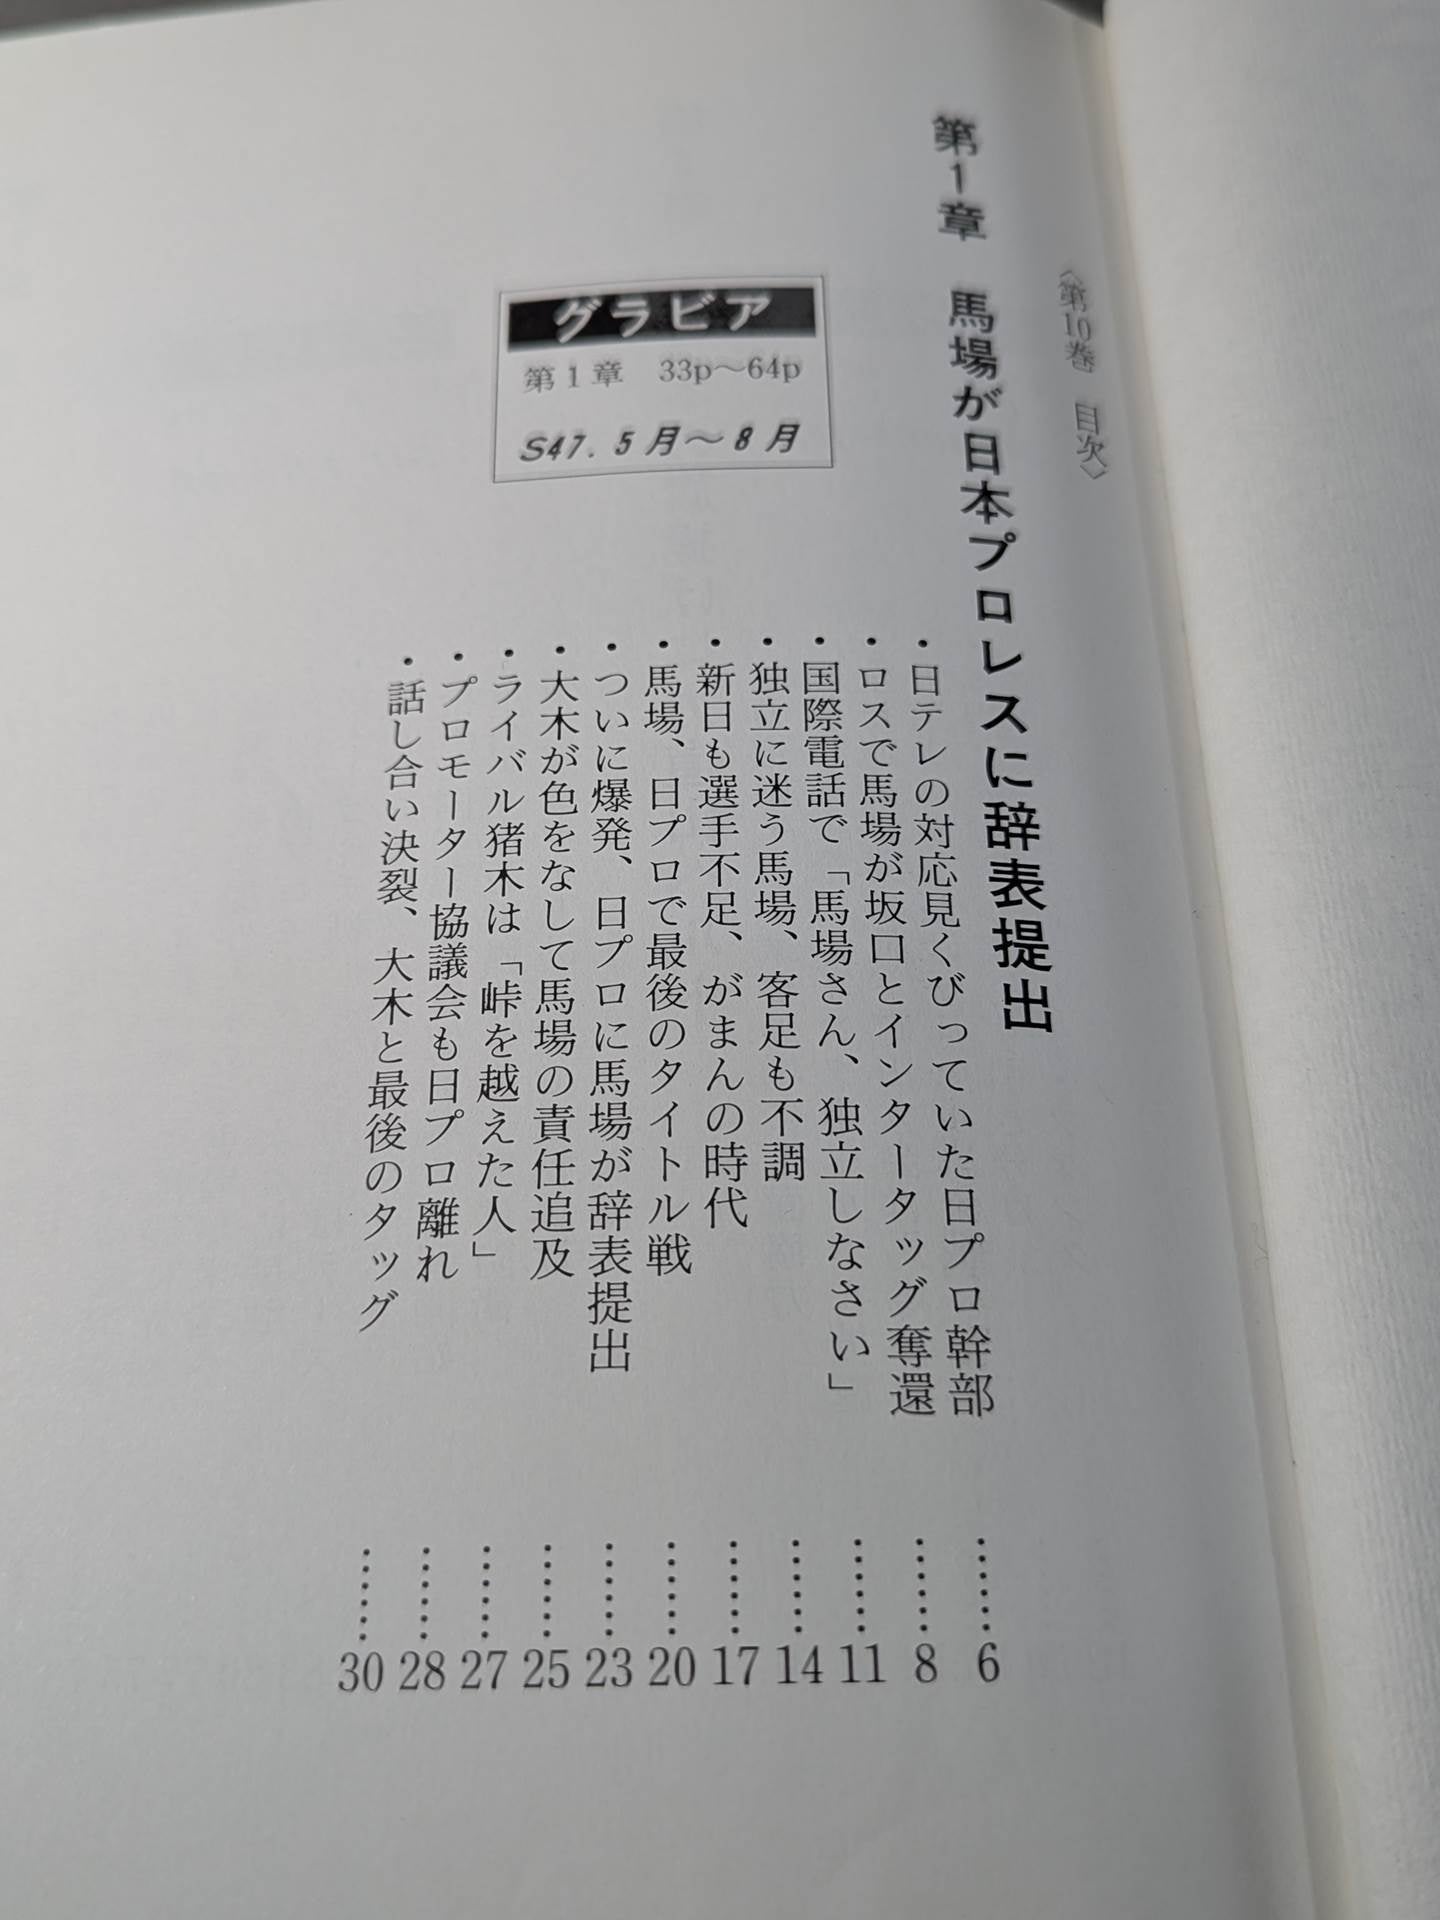 〈第10巻　目次〉
第1章　馬場が日本プロレスに辞表提出
・日テレの対応見くびっていた日プロ幹部……6
・ロスで馬場が坂口とインタータッグ奪還……8
・国際電話で「馬場さん、独立しなさい」……11
・独立に迷う馬場、客足も不調……14
・新日も選手不足、がまんの時代……17
・馬場、日プロで最後のタイトル戦……20
・ついに爆発、日プロに馬場が辞表提出……23
・大木が色をなして馬場の責任追及……25
・ライバル猪木は「峠を越えた人」……27
・プロモーター協議会も日プロ離れ……28
・話し合い決裂、大木と最後のタッグ……30
グラビア
第1章　33p～64p
S47.5月～8月